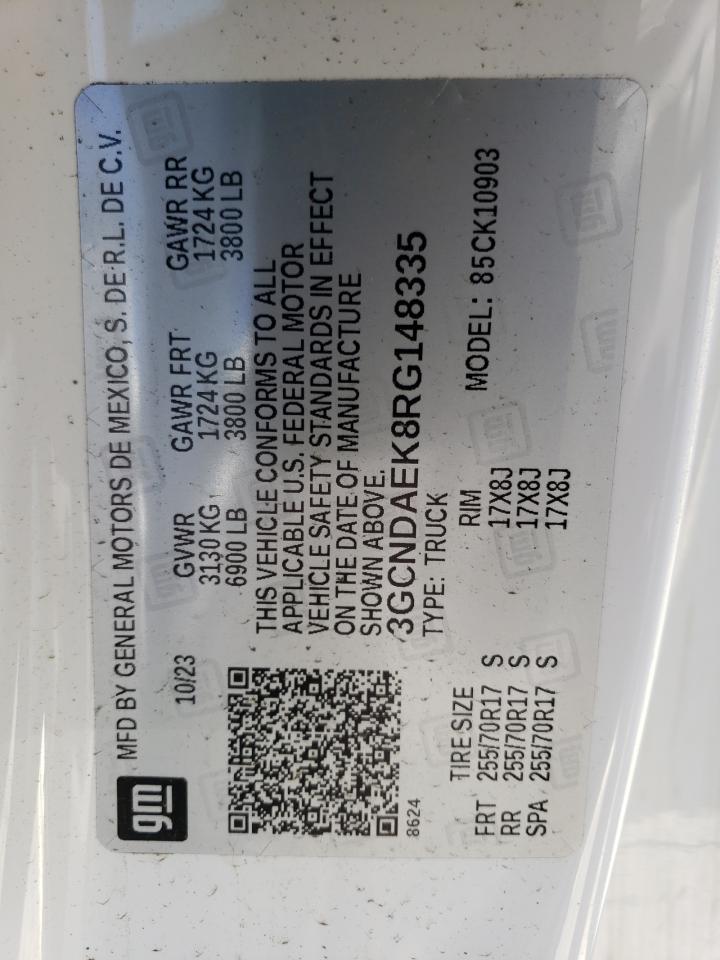 gm
MFD BY GENERAL MOTORS DE MEXICO, S. DE R.L. DE C.V.
10/23 GVWR GAWR FRT GAWR RR
3130 KG 1724 KG 1724 KG
6900 LB 3800 LB 3800 LB
THIS VEHICLE CONFORMS TO ALL
APPLICABLE U.S. FEDERAL MOTOR
VEHICLE SAFETY STANDARDS IN EFFECT
ON THE DATE OF MANUFACTURE
SHOWN ABOVE.
3GCNDAEK8RG148335
8624 TYPE: TRUCK
TIRE SIZE RIM MODEL: 85CK10903
FRT 255/70R17 S 17X8J
RR 255/70R17 S 17X8J
SPA 255/70R17 S 17X8J